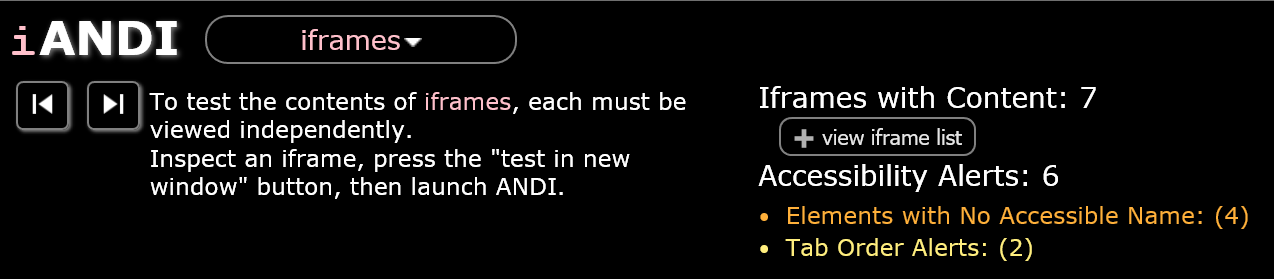 iANDI
iframes
To test the contents of iframes, each must be
viewed independently.
Inspect an iframe, press the "test in new
window" button, then launch ANDI.
Iframes with Content: 7
view iframe list
Accessibility Alerts: 6
• Elements with No Accessible Name: (4)
• Tab Order Alerts: (2)